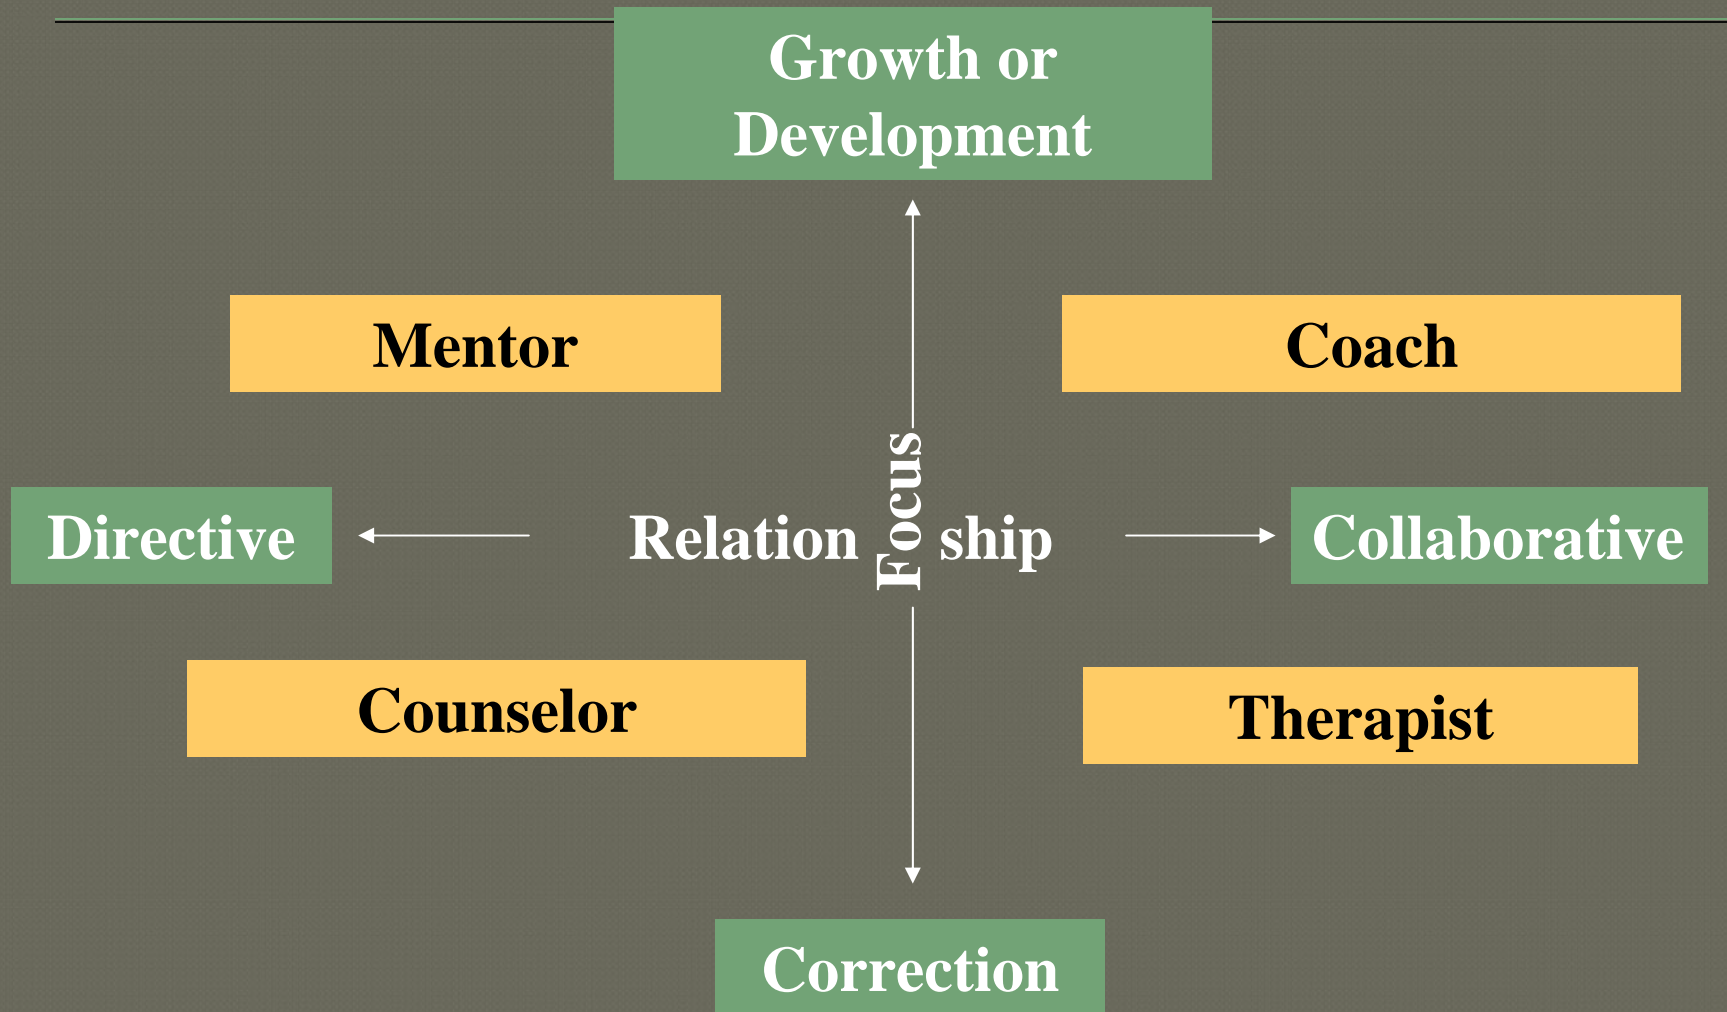 Growth or
Development
Mentor
Coach
Directive
Relation
Focus
ship
Collaborative
Counselor
Therapist
Correction